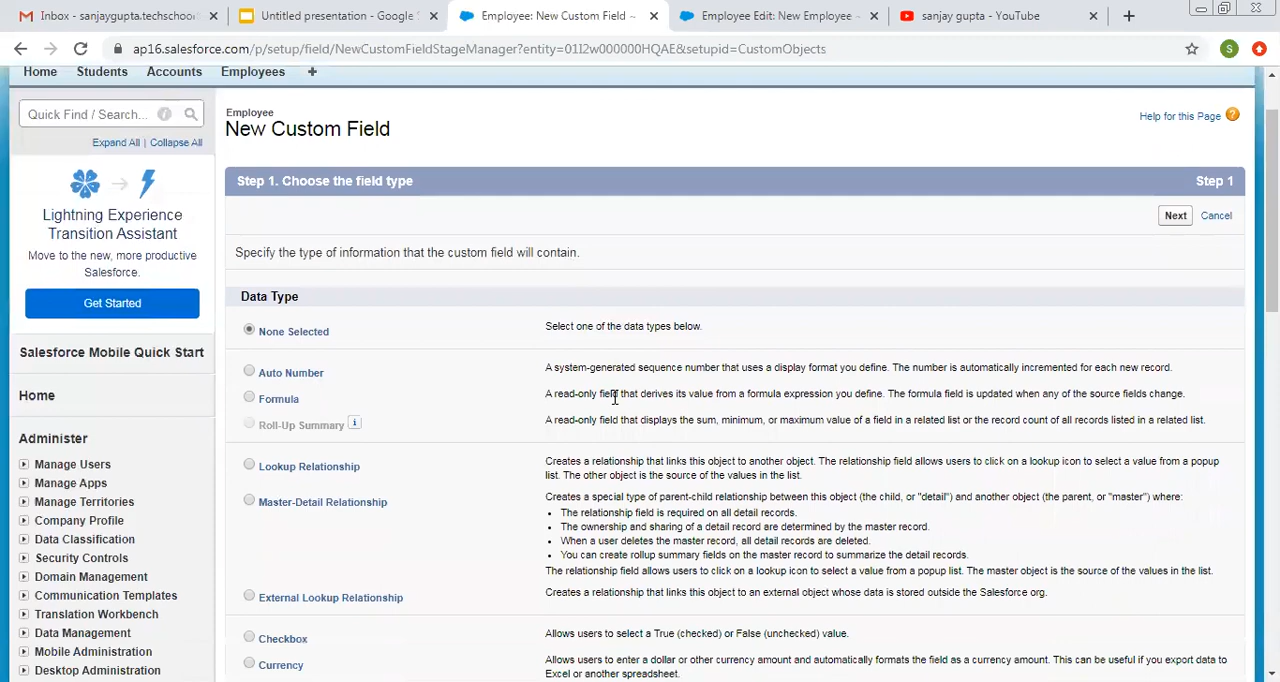 Inbox - sanjaygupta.techschool
Untitled presentation - Google
Employee: New Custom Field ~
Employee Edit: New Employee ~
sanjay gupta - YouTube
ap16.salesforce.com/p/setup/field/NewCustomFieldStageManager?entity=01I2w000000HQAE&setupid=CustomObjects
S
Home Students Accounts Employees +
Quick Find / Search...
Expand All | Collapse All
Lightning Experience
Transition Assistant
Move to the new, more productive
Salesforce.
Get Started
Salesforce Mobile Quick Start
Home
Administer
Manage Users
Manage Apps
Manage Territories
Company Profile
Data Classification
Security Controls
Domain Management
Communication Templates
Translation Workbench
Data Management
Mobile Administration
Desktop Administration
Employee
New Custom Field
Help for this Page ?
Step 1. Choose the field type
Step 1
Next Cancel
Specify the type of information that the custom field will contain.
Data Type
None Selected
Select one of the data types below.
Auto Number
A system-generated sequence number that uses a display format you define. The number is automatically incremented for each new record.
Formula
A read-only field that derives its value from a formula expression you define. The formula field is updated when any of the source fields change.
Roll-Up Summary i
A read-only field that displays the sum, minimum, or maximum value of a field in a related list or the record count of all records listed in a related list.
Lookup Relationship
Creates a relationship that links this object to another object. The relationship field allows users to click on a lookup icon to select a value from a popup
list. The other object is the source of the values in the list.
Master-Detail Relationship
Creates a special type of parent-child relationship between this object (the child, or "detail") and another object (the parent, or "master") where:
• The relationship field is required on all detail records.
• The ownership and sharing of a detail record are determined by the master record.
• When a user deletes the master record, all detail records are deleted.
• You can create rollup summary fields on the master record to summarize the detail records.
The relationship field allows users to click on a lookup icon to select a value from a popup list. The master object is the source of the values in the list.
External Lookup Relationship
Creates a relationship that links this object to an external object whose data is stored outside the Salesforce org.
Checkbox
Allows users to select a True (checked) or False (unchecked) value.
Currency
Allows users to enter a dollar or other currency amount and automatically formats the field as a currency amount. This can be useful if you export data to
Excel or another spreadsheet.